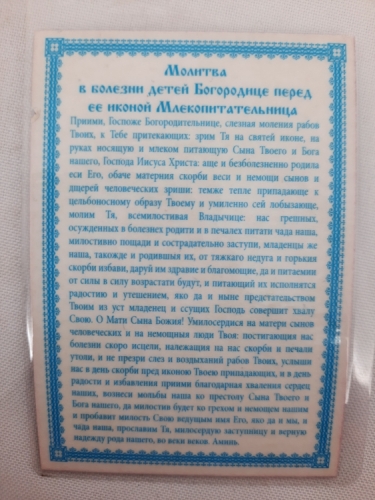 Молитва
в болезни детей Богородице перед
ее иконой Млекопитательница
Приими, Госпоже Богородительнице, слезная моления рабов
Твоих, к Тебе притекающих: зрим Тя на святей иконе, на
руках носящую и млеком питающую Сына Твоего и Бога
нашего, Господа Иисуса Христа: аще и безболезненно родила
еси Его, обаче материя скорби веси и немощи сынов и
дщерей человеческих зриши: темже тепле припадающе к
цельбоносному образу Твоему и умиленно сей лобызающе,
молим Тя, всемилостивая Владычице: нас грешных,
осужденных в болезнех родити и в печалех питати чада наша,
милостивно пощади и сострадательно заступи, младенцы же
наша, такожде и родивших их, от тяжкаго недуга и горькия
скорби избави, даруй им здравие и благомощие, да и питаемии
от силы в силу возрастати будут, и питающий их исполнятся
радостию и утешением, яко да и ныне предстательством
Твоим из уст младенец и ссущих Господь совершит хвалу
Свою. О Мати Сына Божия! Умилосердися на матери сынов
человеческих и на немощныя люди Твоя: постигающия нас
болезни скоро исцели, належащия на нас скорби и печали
утоли, и не презри слез и воздыханий рабов Твоих, услыши
нас в день скорби пред иконою Твоею припадающих, и в день
радости и избавления приими благодарная хваления сердец
наших, вознеси мольбы наша ко престолу Сына Твоего и
Бога нашего, да милостив будет ко грехом и немощем нашим
и пробавит милость Свою ведущим имя Его, яко да и мы, и
чада наша, прославим Тя, милосердую заступницу и верную
надежду рода нашего, во веки веков. Аминь.